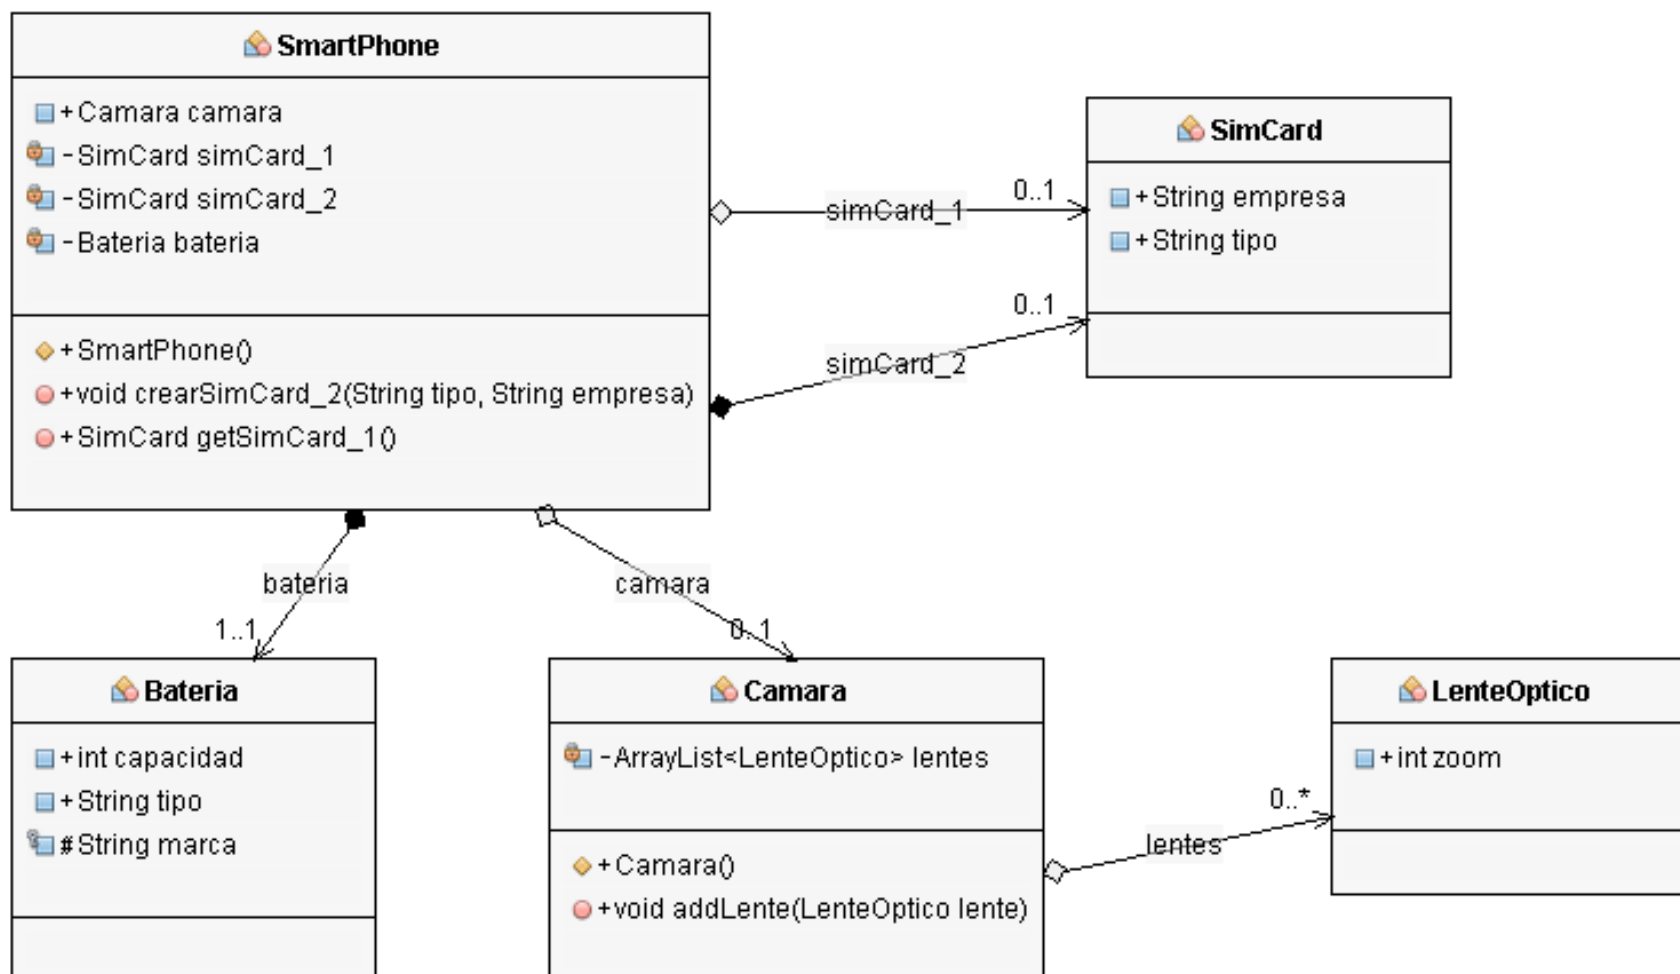 SmartPhone
+Camara camara
-SimCard simCard_1
-SimCard simCard_2
-Bateria bateria
+SmartPhone()
+void crearSimCard_2(String tipo, String empresa)
+SimCard getSimCard_1()
simCard_1
0..1
simCard_2
0..1
SimCard
+String empresa
+String tipo
bateria
1..1
camara
0..1
Bateria
+int capacidad
+String tipo
#String marca
Camara
-ArrayList<LenteOptico> lentes
+Camara()
+void addLente(LenteOptico lente)
lentes
0..*
LenteOptico
+int zoom